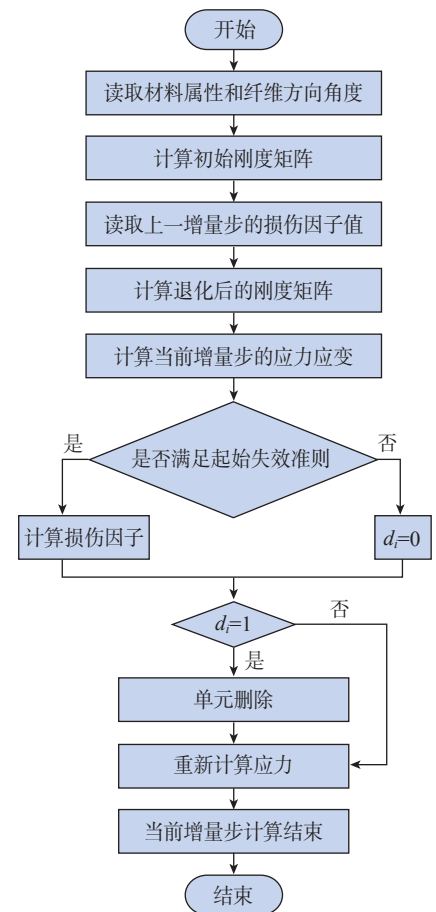 开始
读取材料属性和纤维方向角度
计算初始刚度矩阵
读取上一增量步的损伤因子值
计算退化后的刚度矩阵
计算当前增量步的应力应变
是否满足起始失效准则
是
否
计算损伤因子
dᵢ=0
dᵢ=1
否
是
单元删除
重新计算应力
当前增量步计算结束
结束